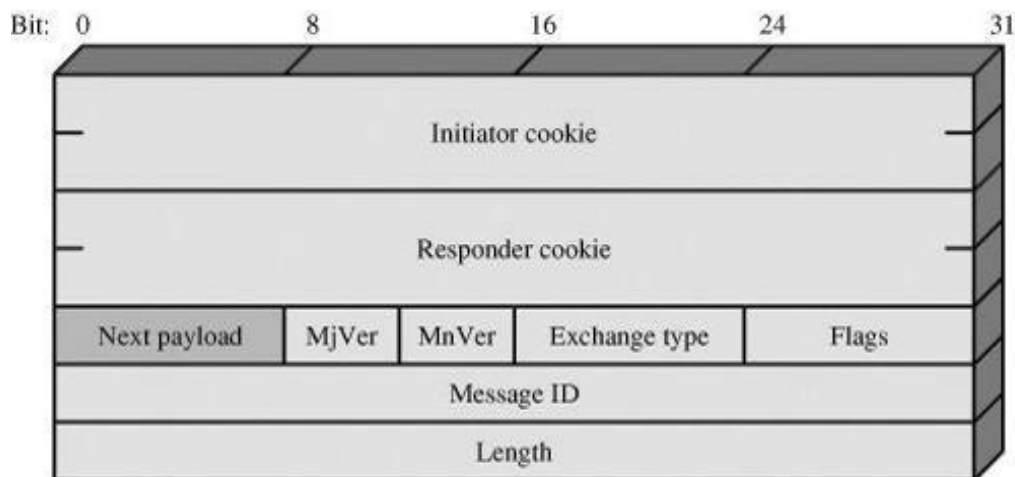 Bit: 0 8 16 24 31
Initiator cookie
Responder cookie
Next payload MjVer MnVer Exchange type Flags
Message ID
Length